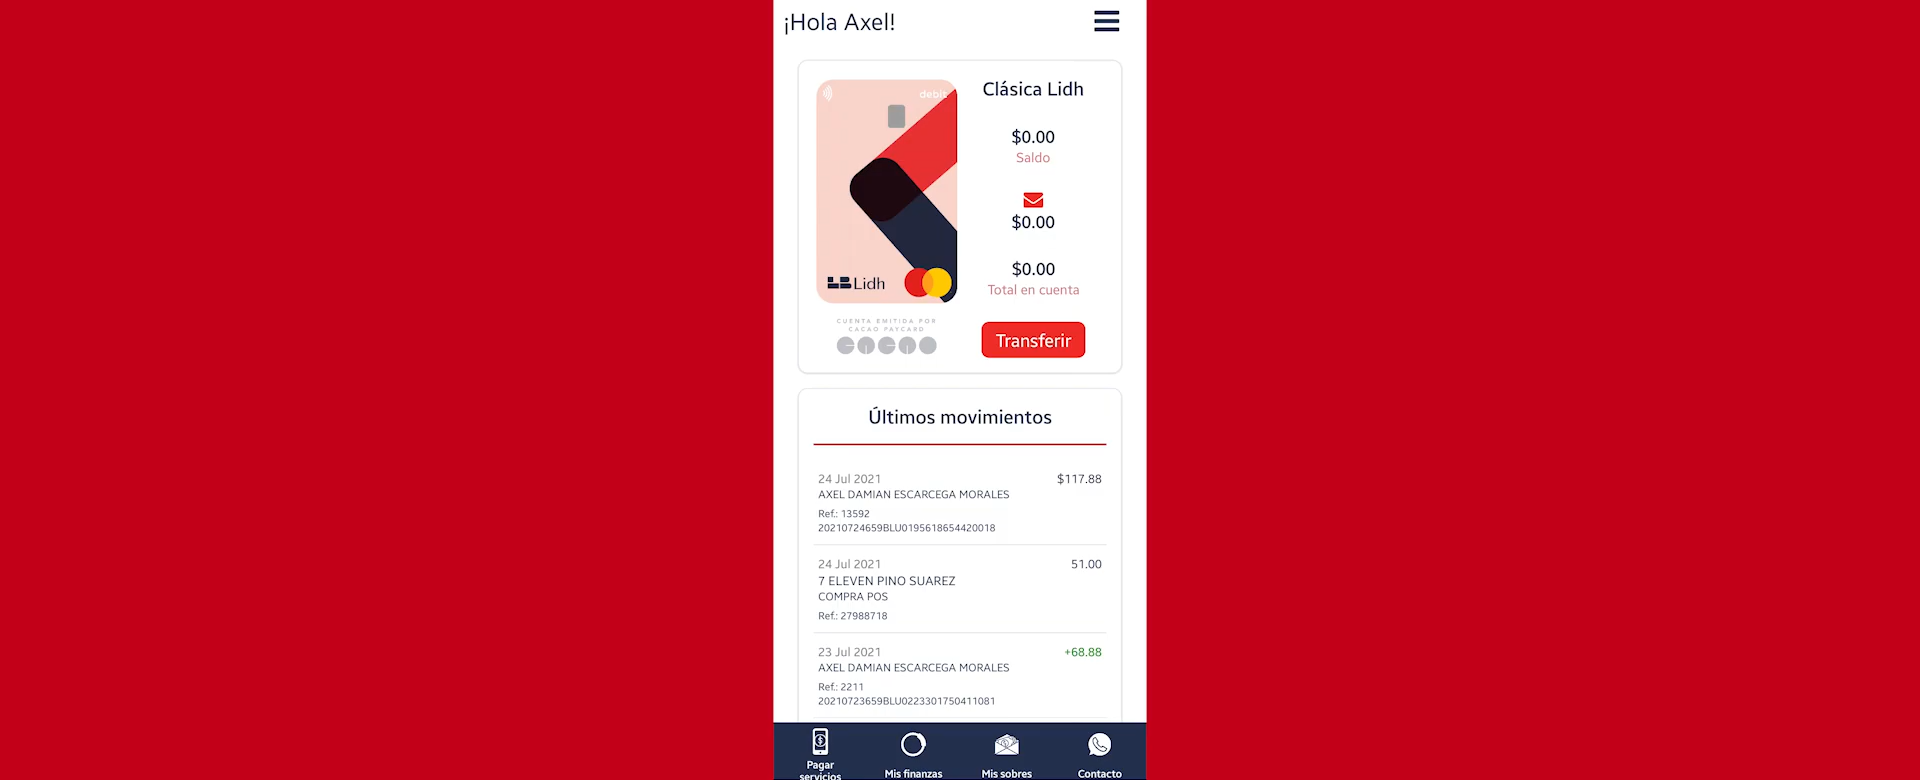 ¡Hola Axel!
debit
Lidh
CUENTA EMITIDA POR
CACAO PAYCARD
Clásica Lidh
$0.00
Saldo
$0.00
$0.00
Total en cuenta
Transferir
Últimos movimientos
24 Jul 2021 $117.88
AXEL DAMIAN ESCARCEGA MORALES
Ref.: 13592
20210724659BLU0195618654420018
24 Jul 2021 51.00
7 ELEVEN PINO SUAREZ
COMPRA POS
Ref.: 27988718
23 Jul 2021 +68.88
AXEL DAMIAN ESCARCEGA MORALES
Ref.: 2211
20210723659BLU0223301750411081
Pagar
servicios
Mis finanzas
Mis sobres
Contacto